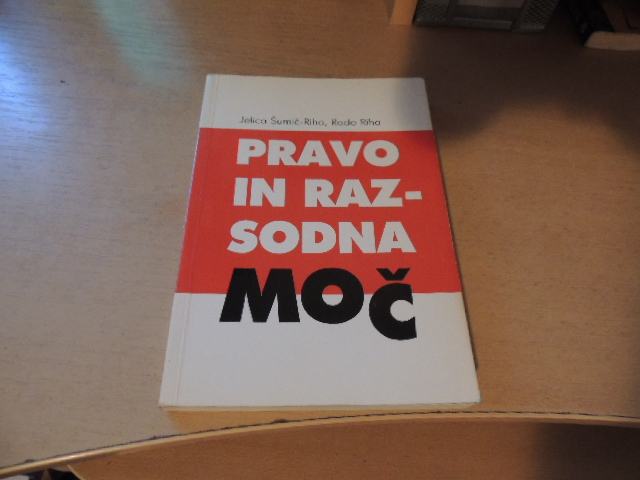 Jelica Šumič-Riha, Rado Riha
PRAVO
IN RAZ-
SODNA
MOČ